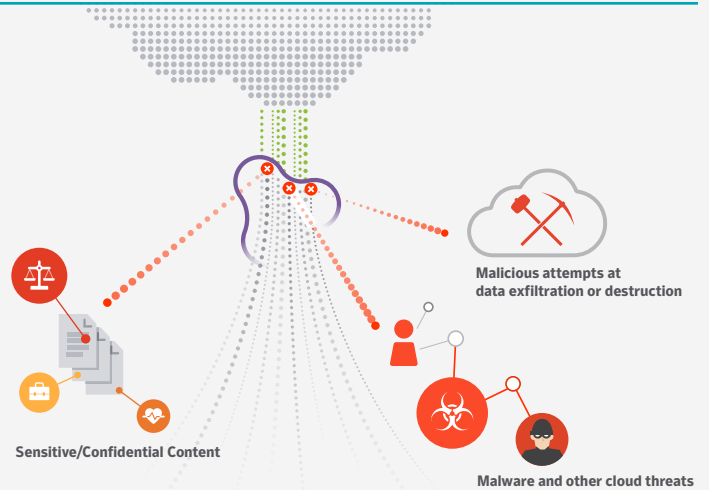 Malicious attempts at
data exfiltration or destruction
Sensitive/Confidential Content
Malware and other cloud threats